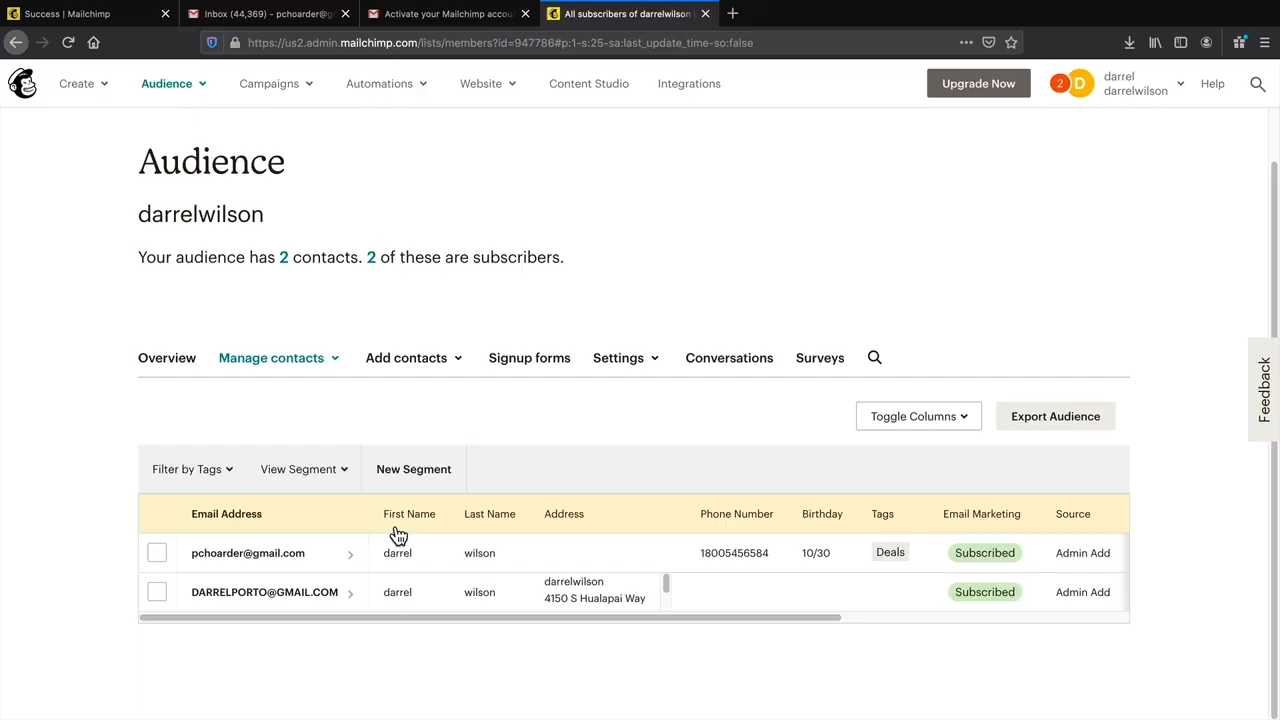 Success | Mailchimp
Inbox (44,369) - pchoarder@g
Activate your Mailchimp accou
All subscribers of darrelwilson
https://us2.admin.mailchimp.com/lists/members?id=947786#p:1-s:25-sa:last_update_time-so:false
Create Audience Campaigns Automations Website Content Studio Integrations Upgrade Now 2 D darrel Help
darrelwilson
Audience
darrelwilson
Your audience has 2 contacts. 2 of these are subscribers.
Overview Manage contacts Add contacts Signup forms Settings Conversations Surveys
Feedback
Toggle Columns Export Audience
Filter by Tags View Segment New Segment
Email Address First Name Last Name Address Phone Number Birthday Tags Email Marketing Source
pchoarder@gmail.com darrel wilson 18005456584 10/30 Deals Subscribed Admin Add
DARRELPORTO@GMAIL.COM darrel wilson darrelwilson Subscribed Admin Add
4150 S Hualapai Way